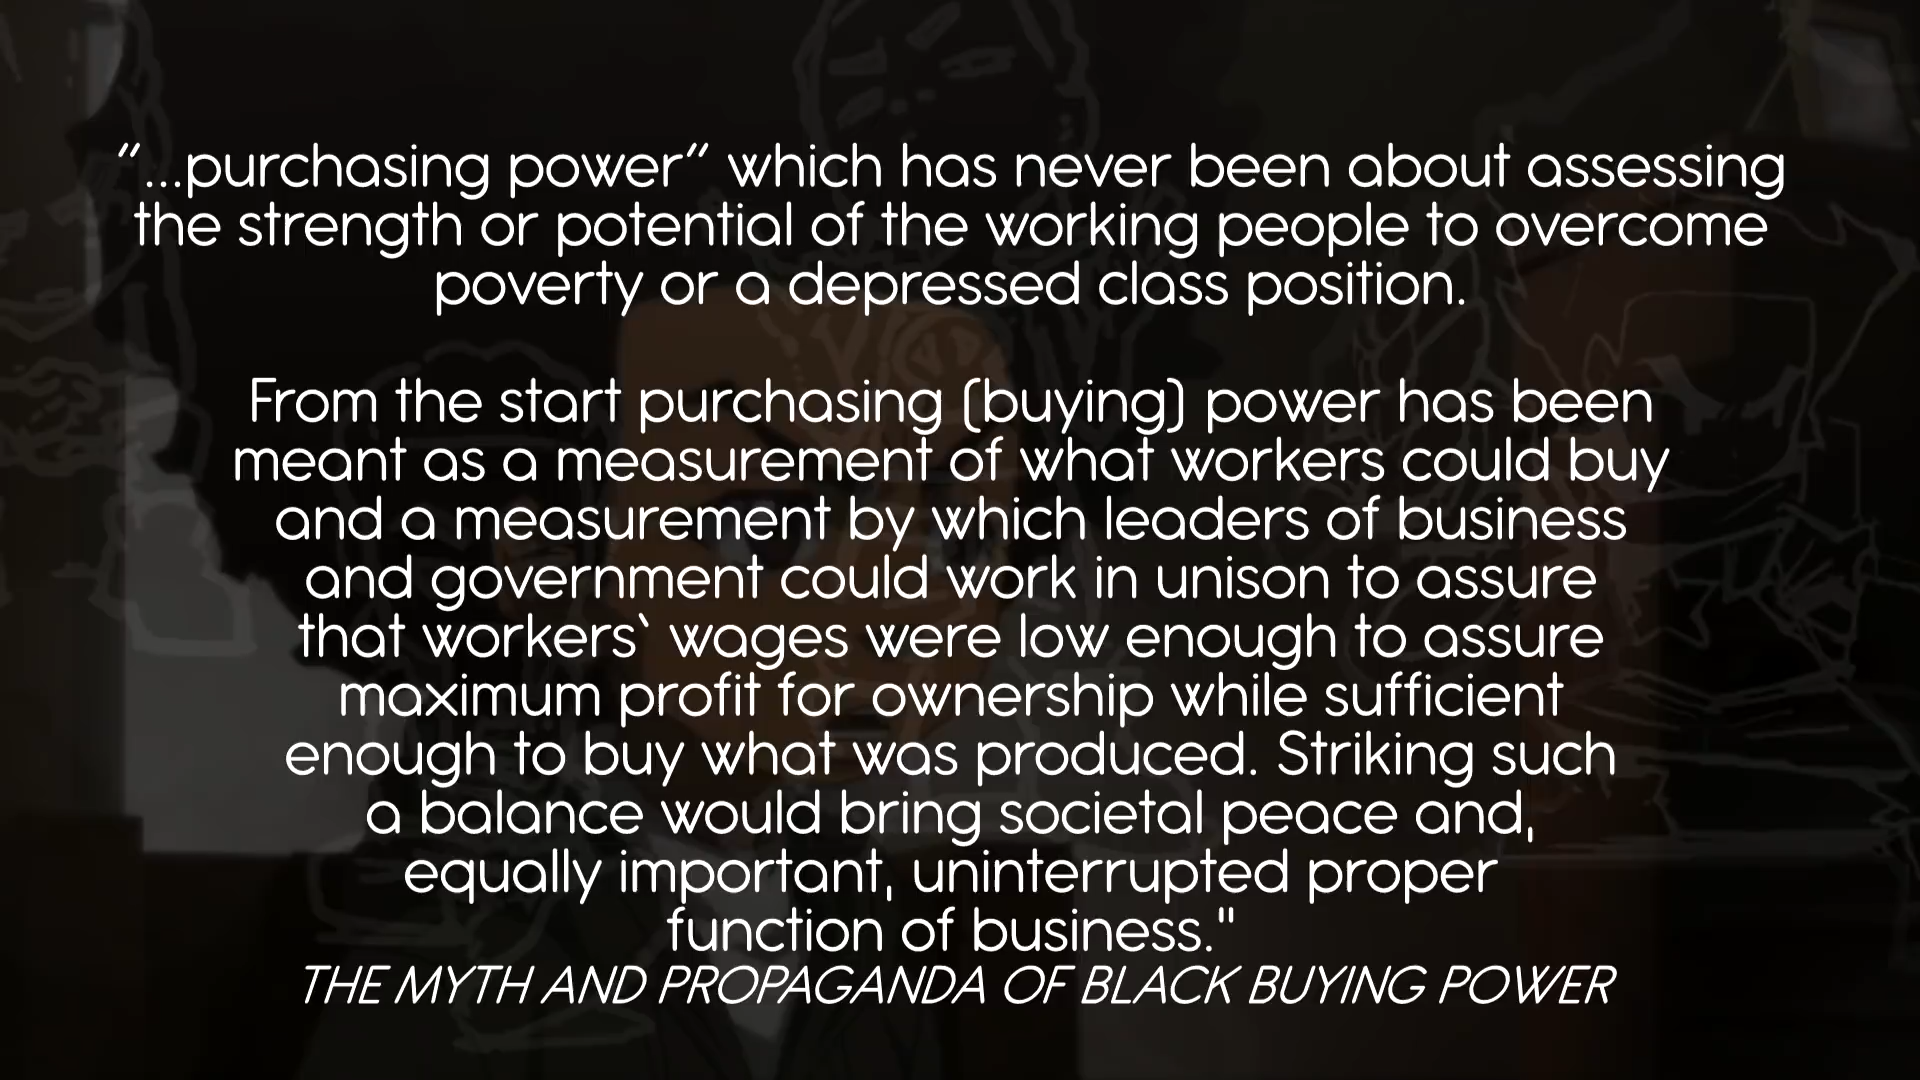 "...purchasing power" which has never been about assessing
the strength or potential of the working people to overcome
poverty or a depressed class position.
From the start purchasing (buying) power has been
meant as a measurement of what workers could buy
and a measurement by which leaders of business
and government could work in unison to assure
that workers` wages were low enough to assure
maximum profit for ownership while sufficient
enough to buy what was produced. Striking such
a balance would bring societal peace and,
equally important, uninterrupted proper
function of business."
THE MYTH AND PROPAGANDA OF BLACK BUYING POWER